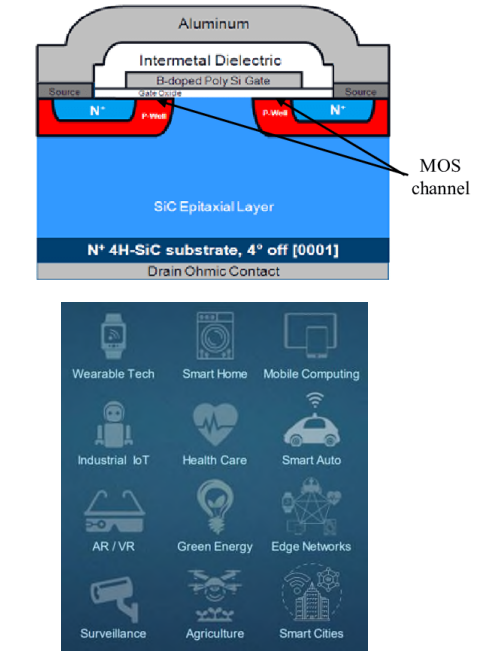 Aluminum
Intermetal Dielectric
B-doped Poly Si Gate
Source Gate Oxide Source
N⁺ P-Well P-Well N⁺
MOS
channel
SiC Epitaxial Layer
N⁺ 4H-SiC substrate, 4° off [0001]
Drain Ohmic Contact
Wearable Tech Smart Home Mobile Computing
Industrial IoT Health Care Smart Auto
AR / VR Green Energy Edge Networks
Surveillance Agriculture Smart Cities